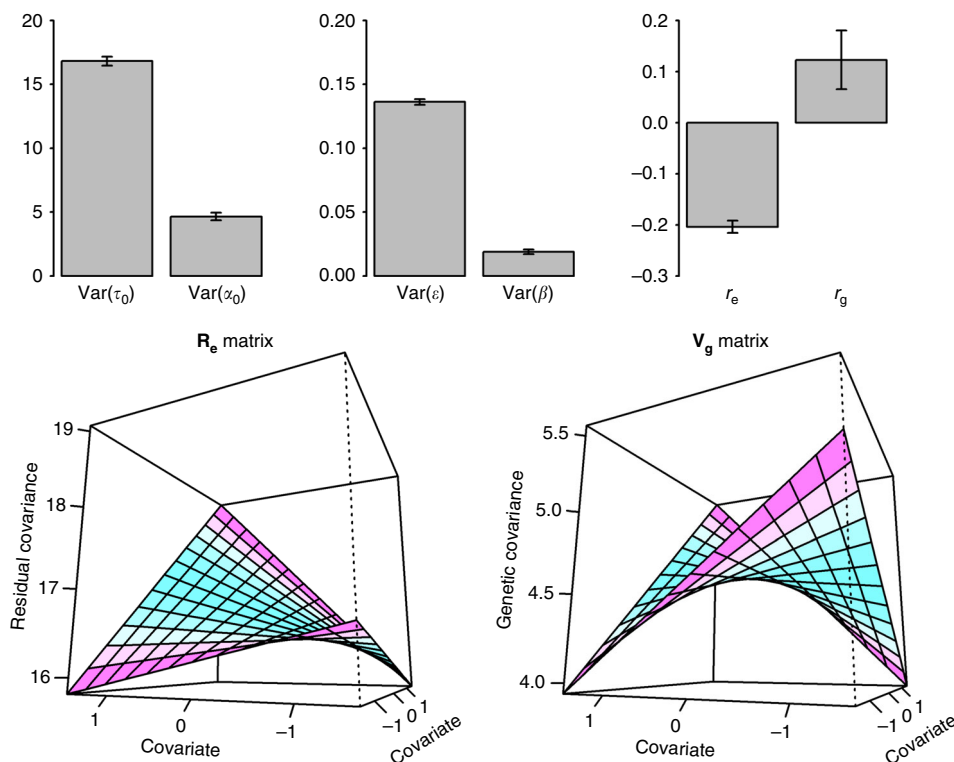 20
15
10
5
0
Var(τ₀)
Var(α₀)
0.20
0.15
0.10
0.05
0.00
Var(ε)
Var(β)
0.2
0.1
0.0
−0.1
−0.2
−0.3
rₑ
r_g
Rₑ matrix
19
18
17
16
Residual covariance
1
0
−1
Covariate
−1
0
1
Covariate
V_g matrix
5.5
5.0
4.5
4.0
Genetic covariance
1
0
−1
Covariate
−1
0
1
Covariate